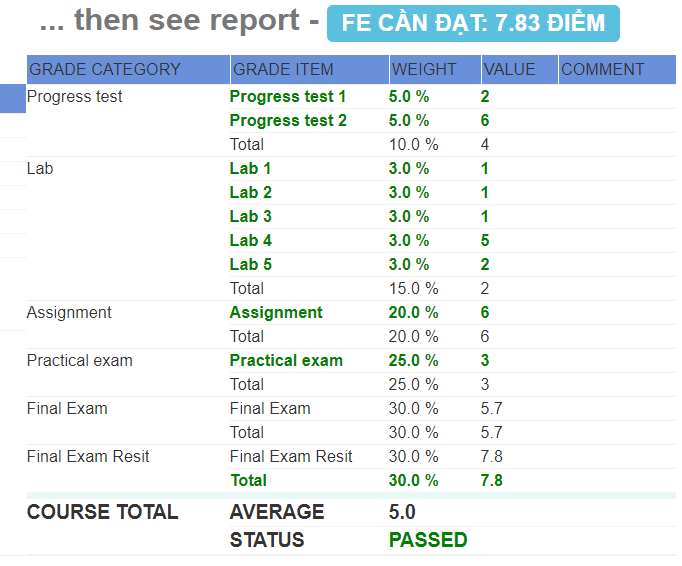 ... then see report - FE CẦN ĐẠT: 7.83 ĐIỂM
GRADE CATEGORY GRADE ITEM WEIGHT VALUE COMMENT
Progress test Progress test 1 5.0 % 2
Progress test 2 5.0 % 6
Total 10.0 % 4
Lab Lab 1 3.0 % 1
Lab 2 3.0 % 1
Lab 3 3.0 % 1
Lab 4 3.0 % 5
Lab 5 3.0 % 2
Total 15.0 % 2
Assignment Assignment 20.0 % 6
Total 20.0 % 6
Practical exam Practical exam 25.0 % 3
Total 25.0 % 3
Final Exam Final Exam 30.0 % 5.7
Total 30.0 % 5.7
Final Exam Resit Final Exam Resit 30.0 % 7.8
Total 30.0 % 7.8
COURSE TOTAL AVERAGE 5.0
STATUS PASSED